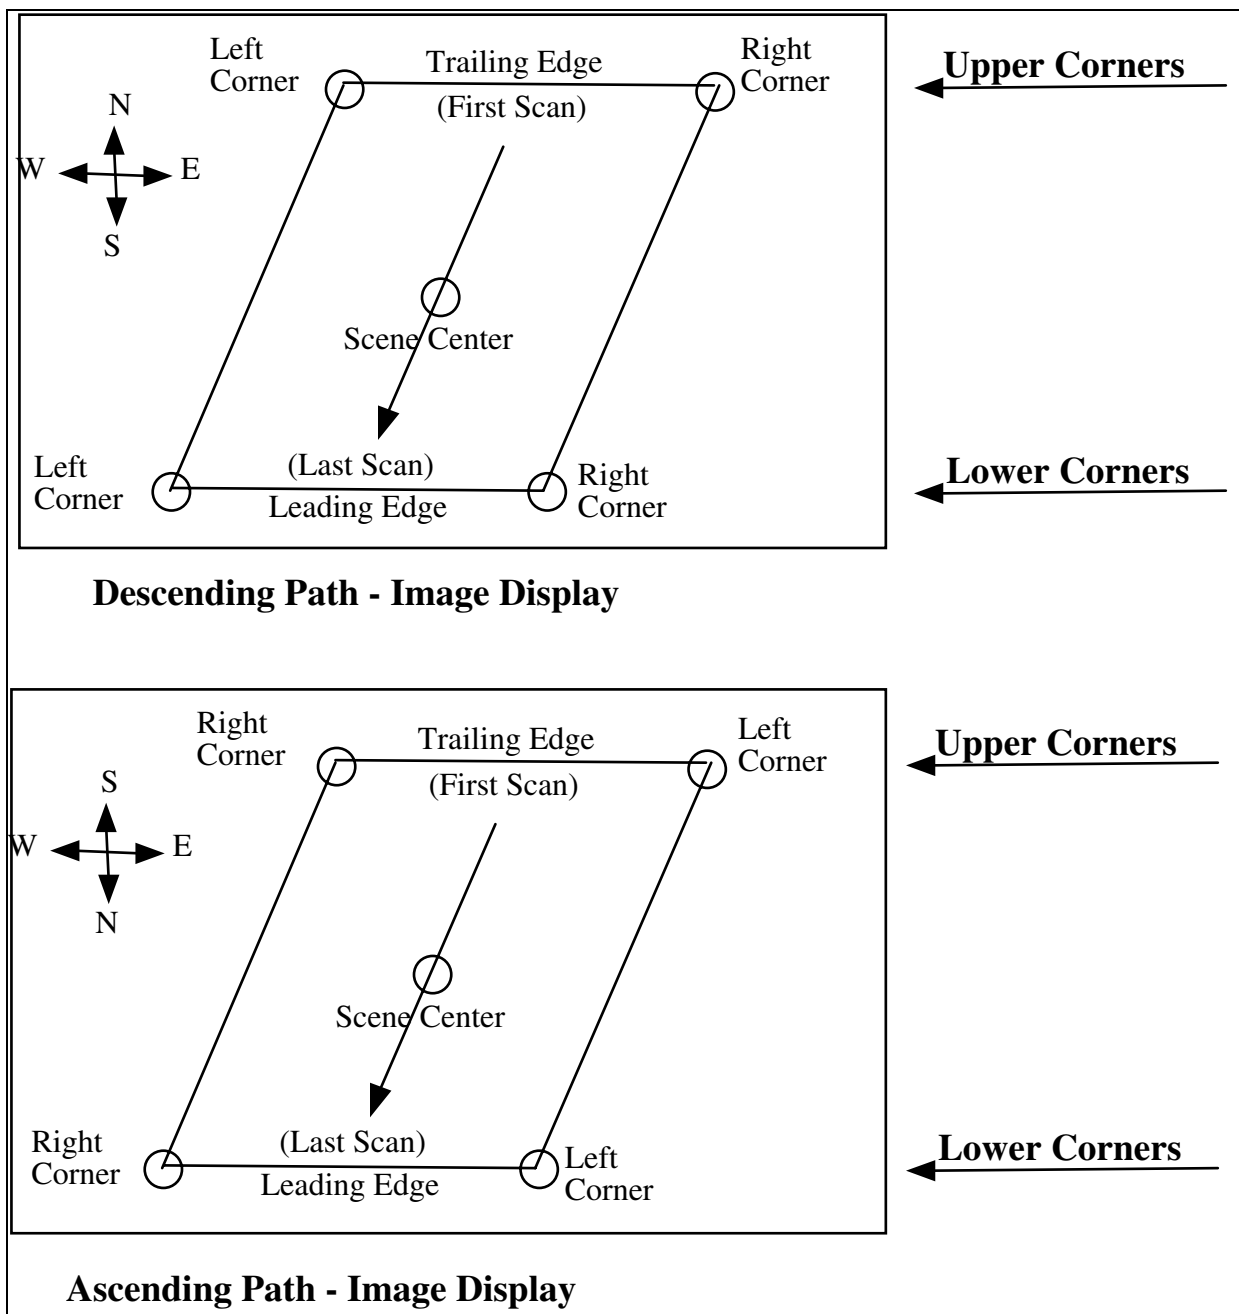 Left
Corner
Trailing Edge
(First Scan)
Right
Corner
Upper Corners
N
W
E
S
Scene Center
Left
Corner
(Last Scan)
Leading Edge
Right
Corner
Lower Corners
Descending Path - Image Display
Right
Corner
Trailing Edge
(First Scan)
Left
Corner
Upper Corners
S
W
E
N
Scene Center
Right
Corner
(Last Scan)
Leading Edge
Left
Corner
Lower Corners
Ascending Path - Image Display